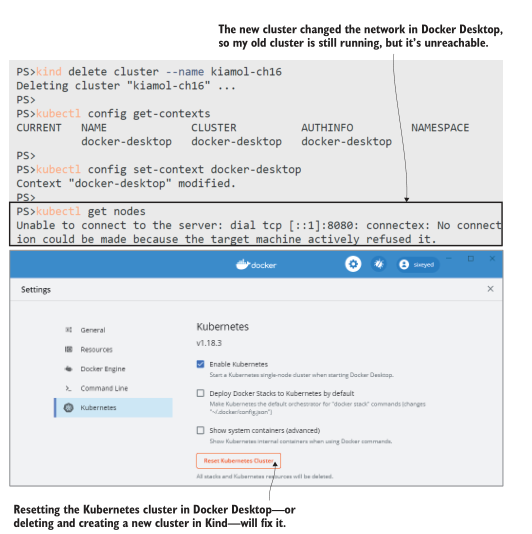 The new cluster changed the network in Docker Desktop,
so my old cluster is still running, but it's unreachable.
PS>kind delete cluster --name kiamol-ch16
Deleting cluster "kiamol-ch16" ...
PS>
PS>kubectl config get-contexts
CURRENT NAME CLUSTER AUTHINFO NAMESPACE
docker-desktop docker-desktop docker-desktop
PS>
PS>kubectl config set-context docker-desktop
Context "docker-desktop" modified.
PS>
PS>kubectl get nodes
Unable to connect to the server: dial tcp [::1]:8080: connectex: No connect
ion could be made because the target machine actively refused it.
docker
sixeyed
Settings
General
Resources
Docker Engine
Command Line
Kubernetes
Kubernetes
v1.18.3
Enable Kubernetes
Start a Kubernetes single-node cluster when starting Docker Desktop.
Deploy Docker Stacks to Kubernetes by default
Make Kubernetes the default orchestrator for "docker stack" commands (changes
"~/.docker/config.json")
Show system containers (advanced)
Show Kubernetes internal containers when using Docker commands.
Reset Kubernetes Cluster
All stacks and Kubernetes resources will be deleted.
Resetting the Kubernetes cluster in Docker Desktop—or
deleting and creating a new cluster in Kind—will fix it.